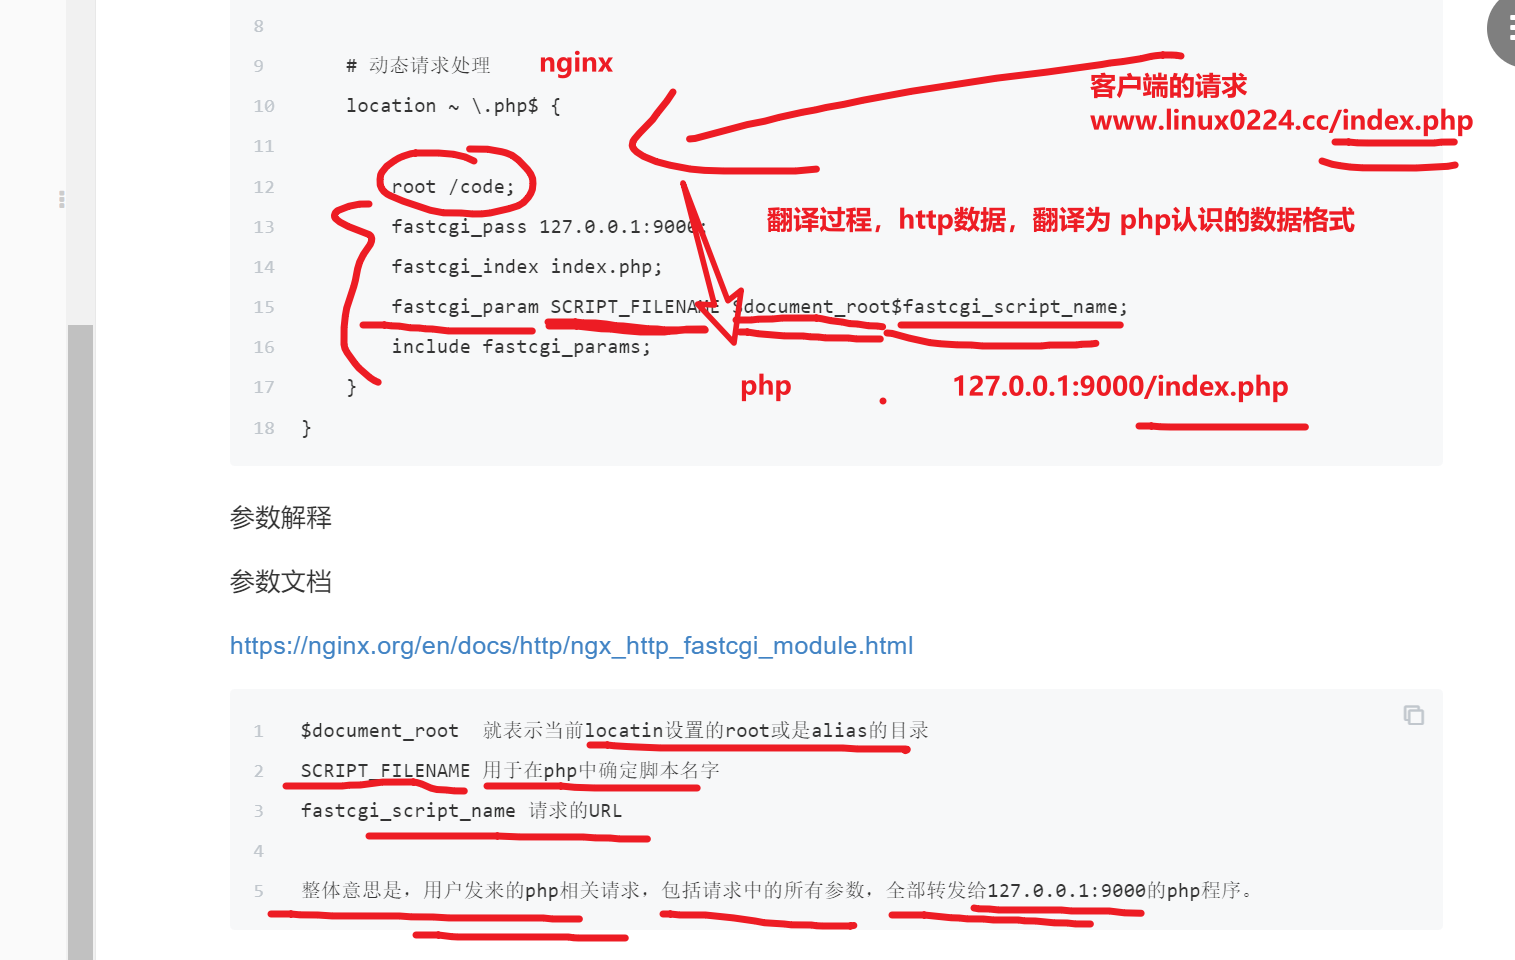 8
9 # 动态请求处理 nginx
客户端的请求
10 location ~ \.php$ {
www.linux0224.cc/index.php
11
12 root /code;
13 fastcgi_pass 127.0.0.1:9000;
翻译过程，http数据，翻译为 php认识的数据格式
14 fastcgi_index index.php;
15 fastcgi_param SCRIPT_FILENAME $document_root$fastcgi_script_name;
16 include fastcgi_params;
17 }
php 127.0.0.1:9000/index.php
18 }
参数解释
参数文档
https://nginx.org/en/docs/http/ngx_http_fastcgi_module.html
1 $document_root 就表示当前locatin设置的root或是alias的目录
2 SCRIPT_FILENAME 用于在php中确定脚本名字
3 fastcgi_script_name 请求的URL
4
5 整体意思是，用户发来的php相关请求，包括请求中的所有参数，全部转发给127.0.0.1:9000的php程序。